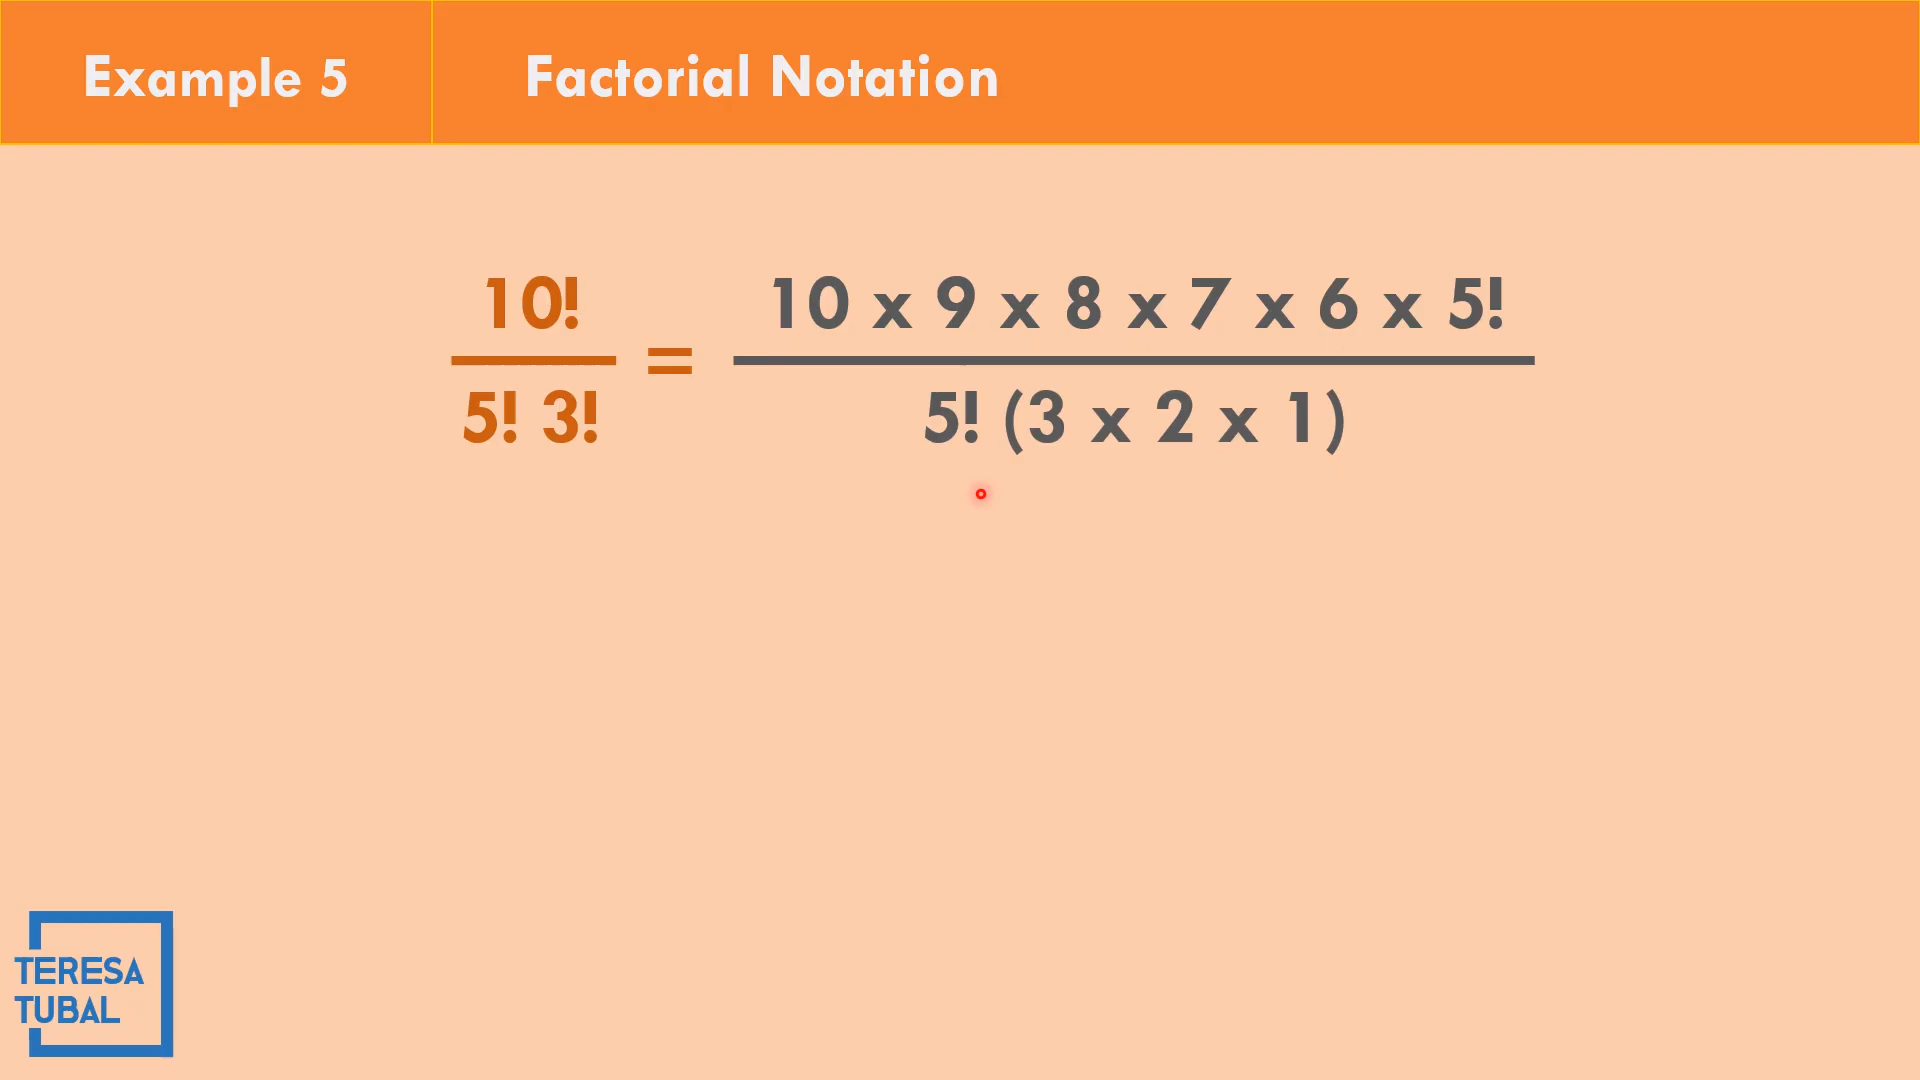 Example 5
Factorial Notation
10!
5! 3!
=
10 x 9 x 8 x 7 x 6 x 5!
5! (3 x 2 x 1)
TERESA
TUBAL